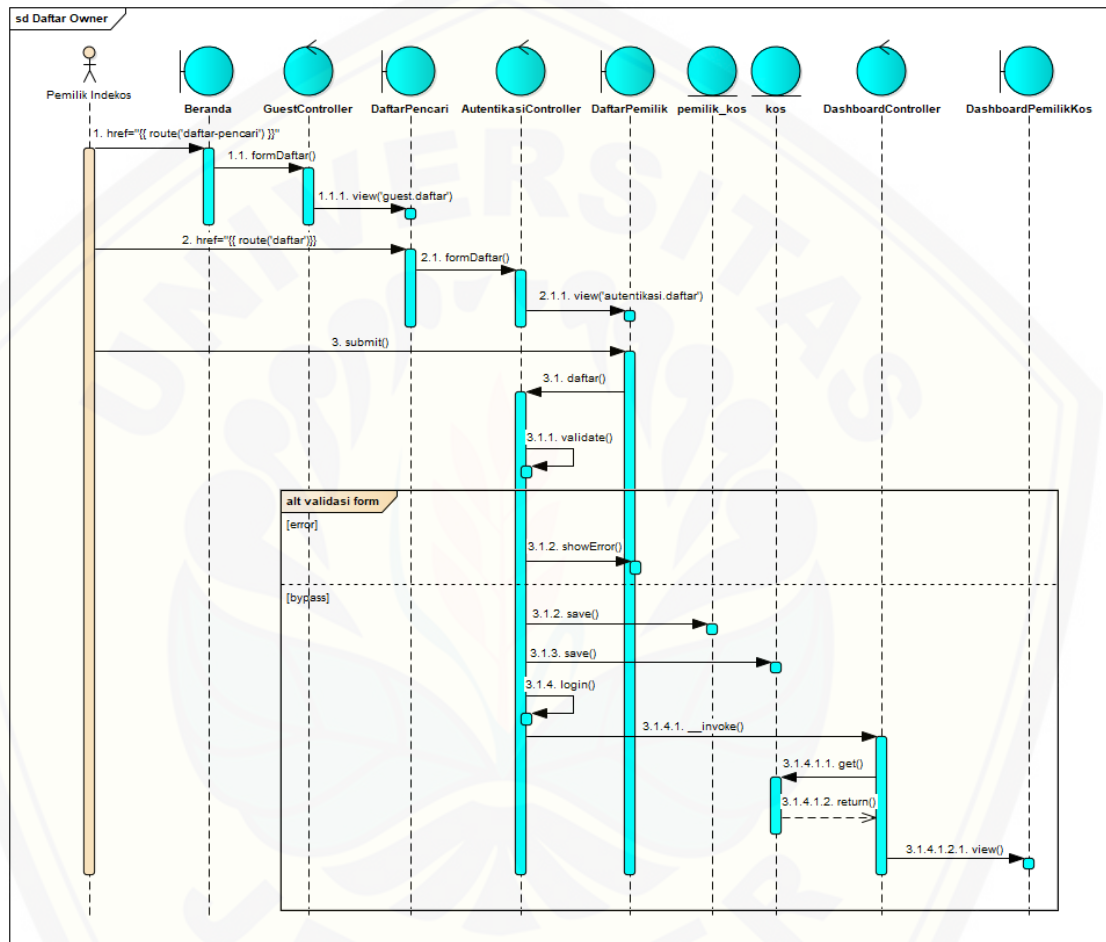 sd Daftar Owner
Pemilik Indekos
Beranda
GuestController
DaftarPencari
AutentikasiController
DaftarPemilik
pemilik_kos
kos
DashboardController
DashboardPemilikKos
1. href="{{ route('daftar-pencari') }}"
1.1. formDaftar()
1.1.1. view('guest.daftar')
2. href="{{ route('daftar')}}
2.1. formDaftar()
2.1.1. view('autentikasi.daftar')
3. submit()
3.1. daftar()
3.1.1. validate()
alt validasi form
[error]
3.1.2. showError()
[bypass]
3.1.2. save()
3.1.3. save()
3.1.4. login()
3.1.4.1. __invoke()
3.1.4.1.1. get()
3.1.4.1.2. return()
3.1.4.1.2.1. view()
UNIVERSITAS